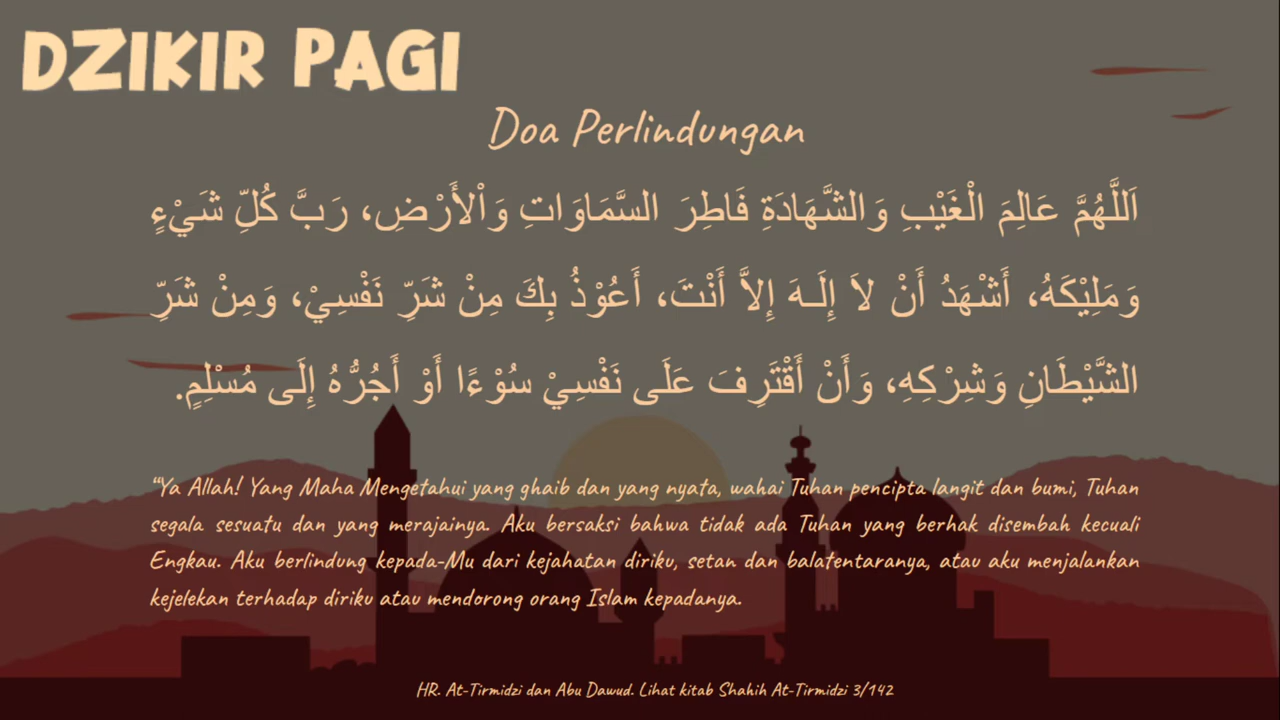 DZIKIR PAGI
Doa Perlindungan
اَللَّهُمَّ عَالِمَ الْغَيْبِ وَالشَّهَادَةِ فَاطِرَ السَّمَاوَاتِ وَاْلأَرْضِ، رَبَّ كُلِّ شَيْءٍ
وَمَلِيْكَهُ، أَشْهَدُ أَنْ لاَ إِلَـهَ إِلاَّ أَنْتَ، أَعُوْذُ بِكَ مِنْ شَرِّ نَفْسِيْ، وَمِنْ شَرِّ
الشَّيْطَانِ وَشِرْكِهِ، وَأَنْ أَقْتَرِفَ عَلَى نَفْسِيْ سُوْءًا أَوْ أَجُرُّهُ إِلَى مُسْلِمٍ.
“Ya Allah! Yang Maha Mengetahui yang ghaib dan yang nyata, wahai Tuhan pencipta langit dan bumi, Tuhan
segala sesuatu dan yang merajainya. Aku bersaksi bahwa tidak ada Tuhan yang berhak disembah kecuali
Engkau. Aku berlindung kepada-Mu dari kejahatan diriku, setan dan balatentaranya, atau aku menjalankan
kejelekan terhadap diriku atau mendorong orang Islam kepadanya.
HR. At-Tirmidzi dan Abu Dawud. Lihat kitab Shahih At-Tirmidzi 3/142